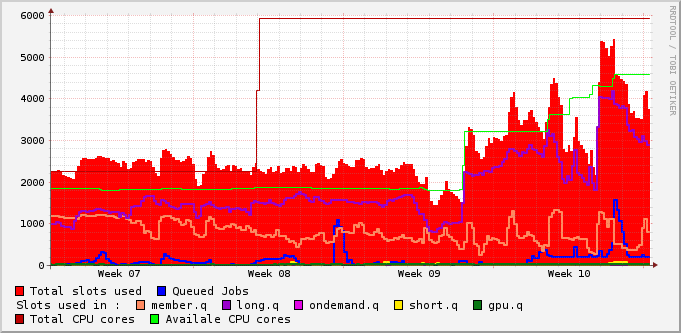 RRDTOOL / TOBI OETIKER
6000
5000
4000
3000
2000
1000
0
Week 07 Week 08 Week 09 Week 10
Total slots used Queued Jobs
Slots used in : member.q long.q ondemand.q short.q gpu.q
Total CPU cores Availale CPU cores